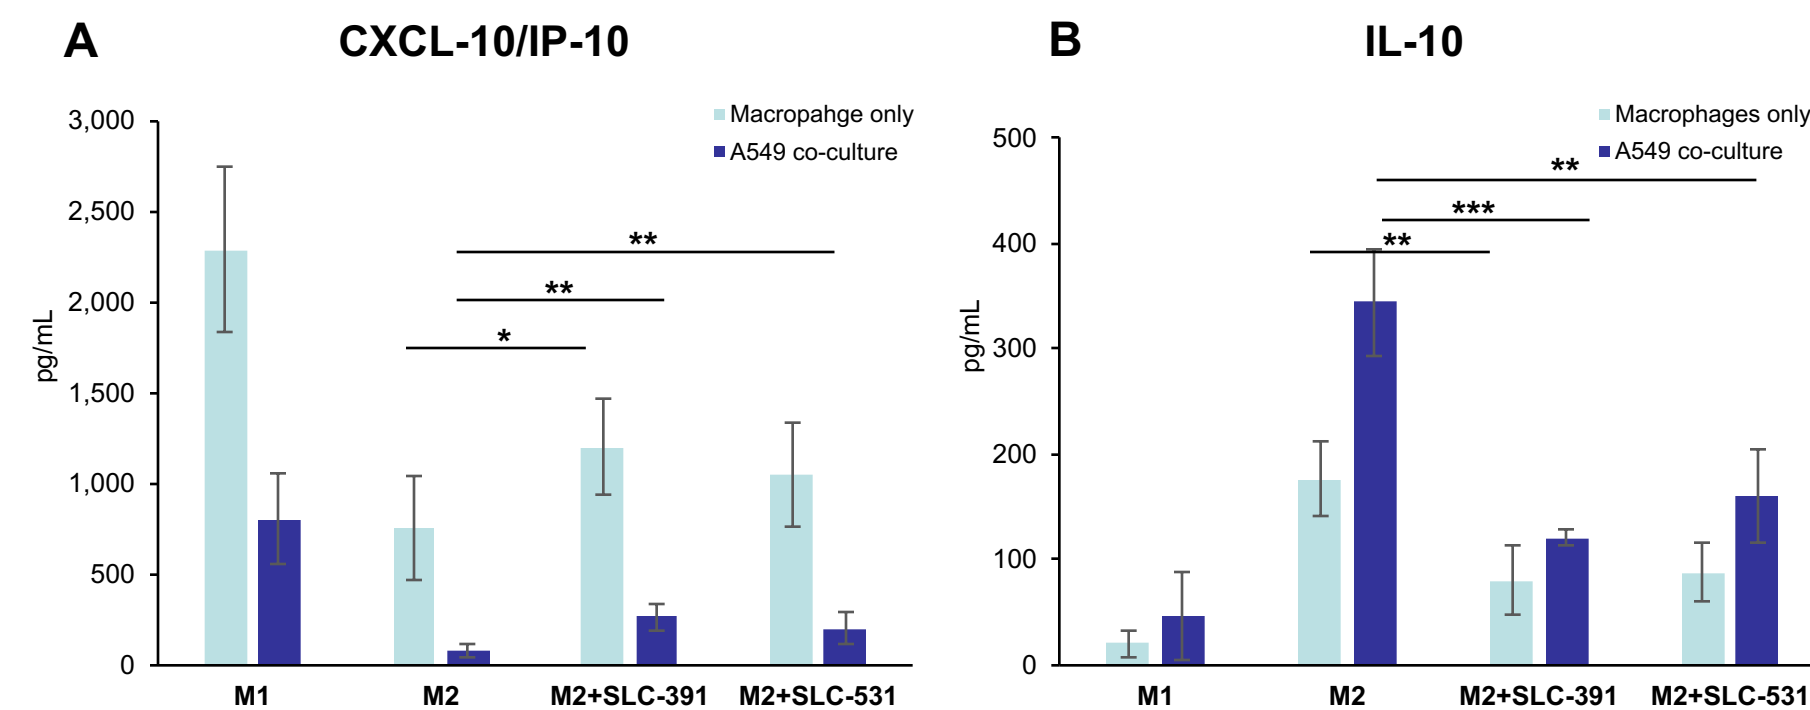 A
CXCL-10/IP-10
Macropahge only
A549 co-culture
3,000
2,500
2,000
1,500
1,000
500
0
pg/mL
**
**
*
M1
M2
M2+SLC-391
M2+SLC-531
B
IL-10
Macrophages only
A549 co-culture
500
400
300
200
100
0
pg/mL
**
***
**
M1
M2
M2+SLC-391
M2+SLC-531